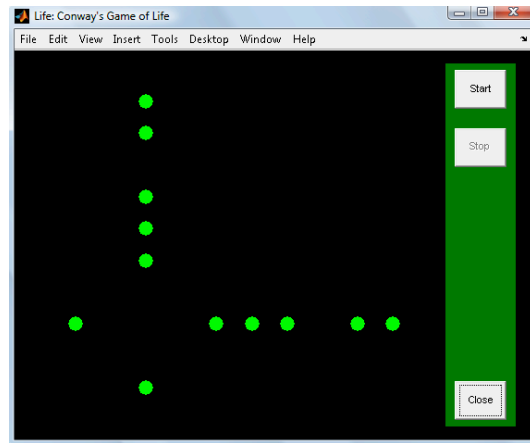 Life: Conway's Game of Life
File Edit View Insert Tools Desktop Window Help
Start
Stop
Close